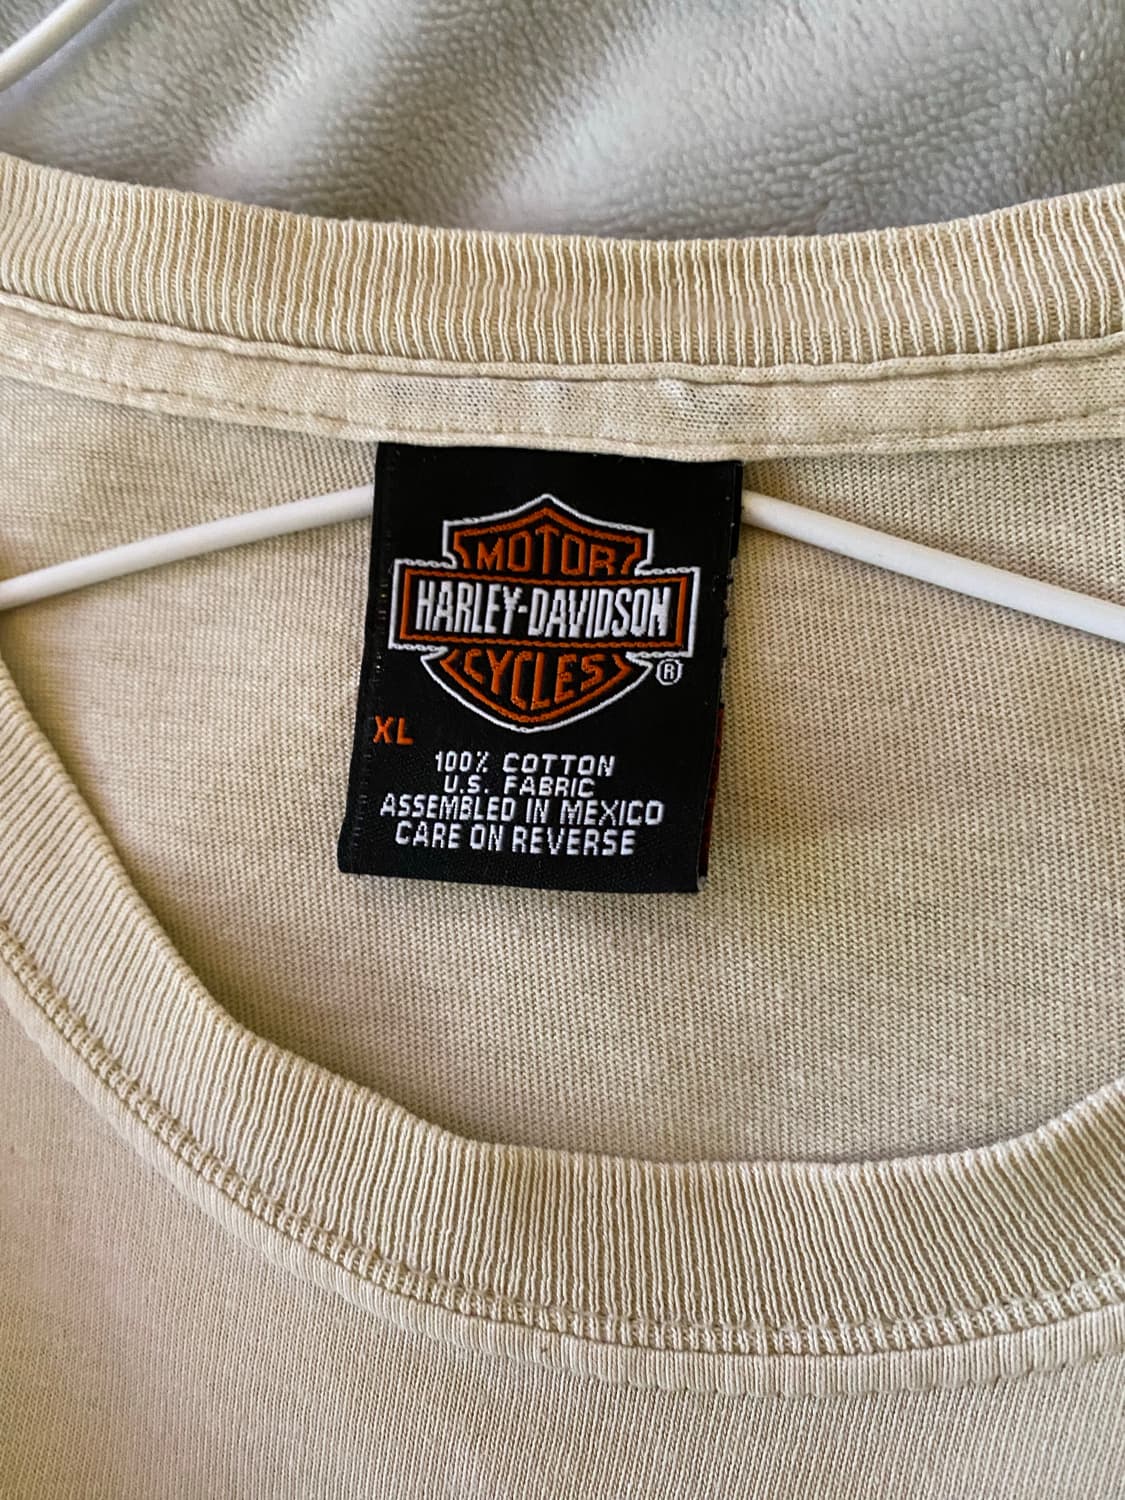 MOTOR
HARLEY-DAVIDSON
CYCLES
®
XL
100% COTTON
U.S. FABRIC
ASSEMBLED IN MEXICO
CARE ON REVERSE